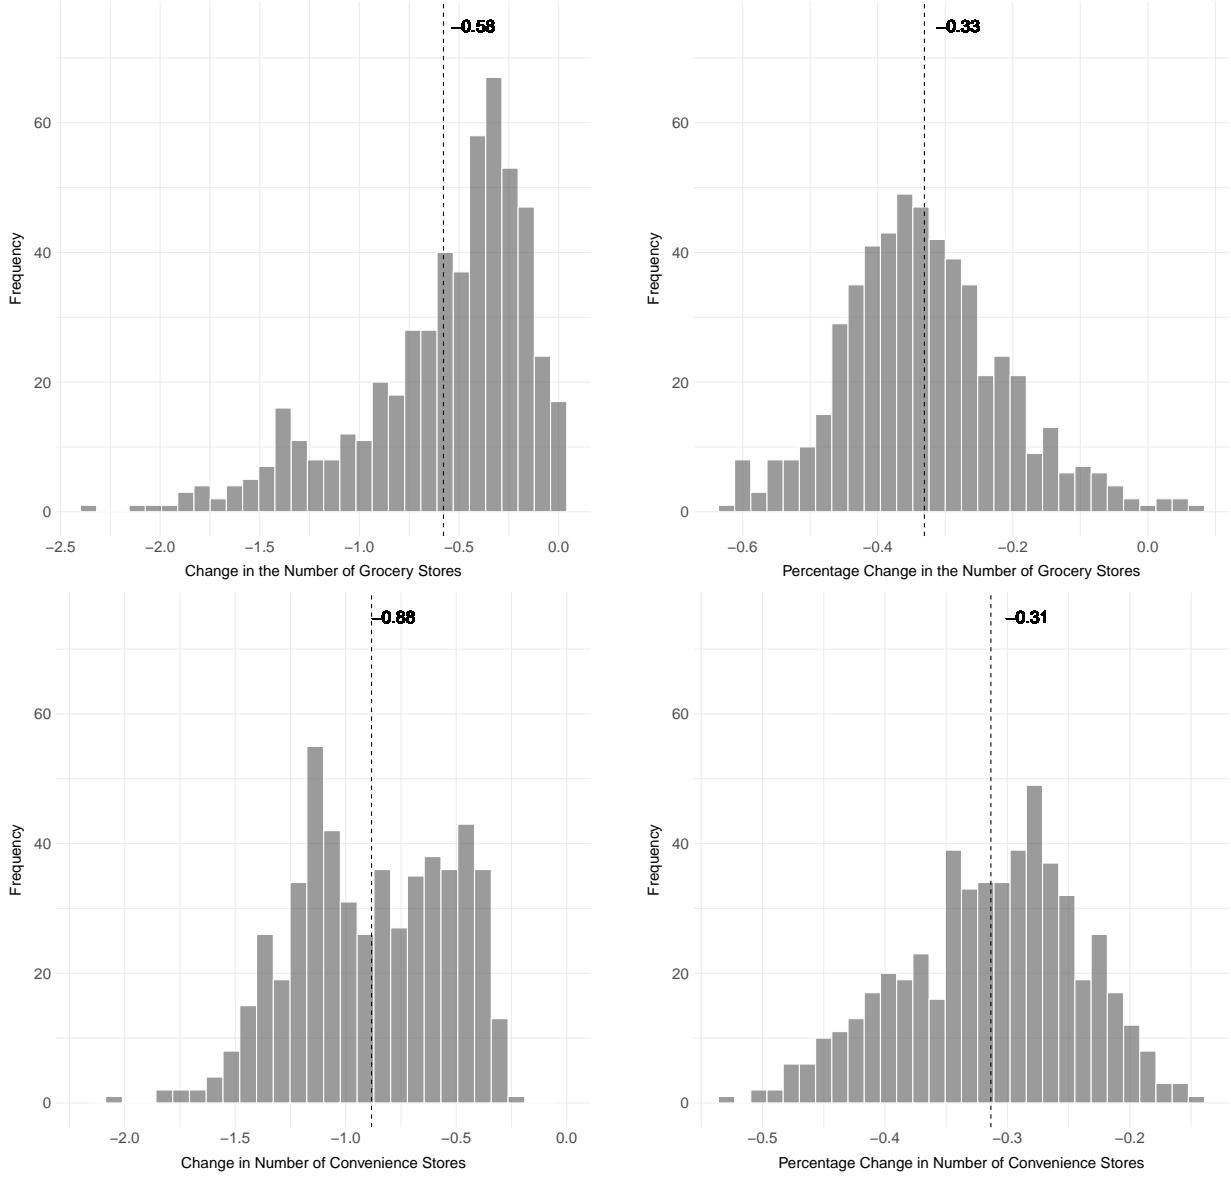 −0.58
60
40
20
0
Frequency
−2.5 −2.0 −1.5 −1.0 −0.5 0.0
Change in the Number of Grocery Stores
−0.33
60
40
20
0
Frequency
−0.6 −0.4 −0.2 0.0
Percentage Change in the Number of Grocery Stores
−0.88
60
40
20
0
Frequency
−2.0 −1.5 −1.0 −0.5 0.0
Change in Number of Convenience Stores
−0.31
60
40
20
0
Frequency
−0.5 −0.4 −0.3 −0.2
Percentage Change in Number of Convenience Stores